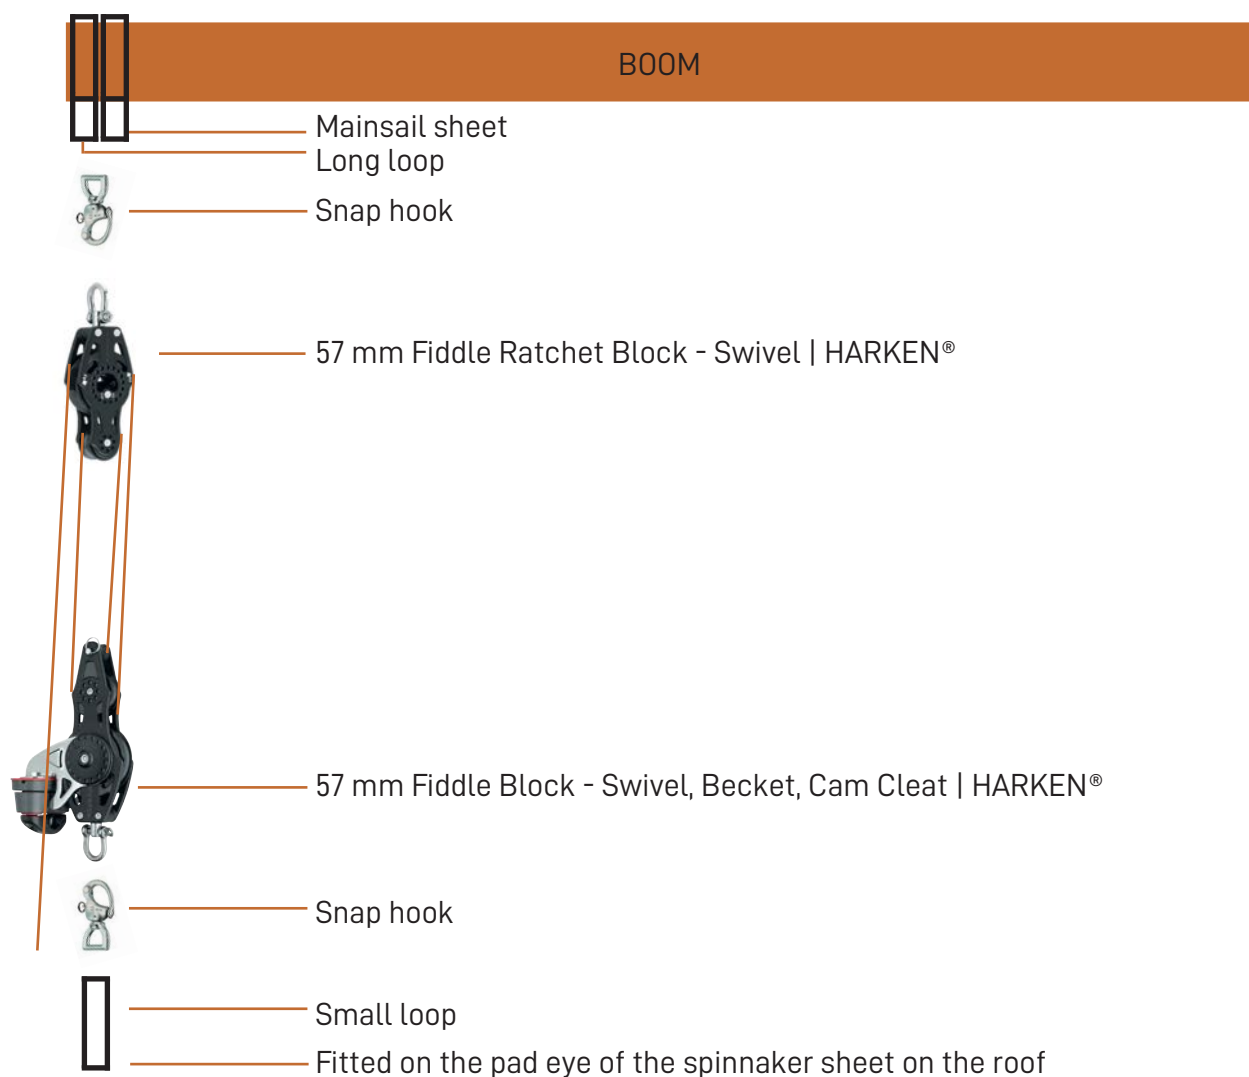 BOOM
Mainsail sheet
Long loop
Snap hook
57 mm Fiddle Ratchet Block - Swivel | HARKEN®
57 mm Fiddle Block - Swivel, Becket, Cam Cleat | HARKEN®
Snap hook
Small loop
Fitted on the pad eye of the spinnaker sheet on the roof